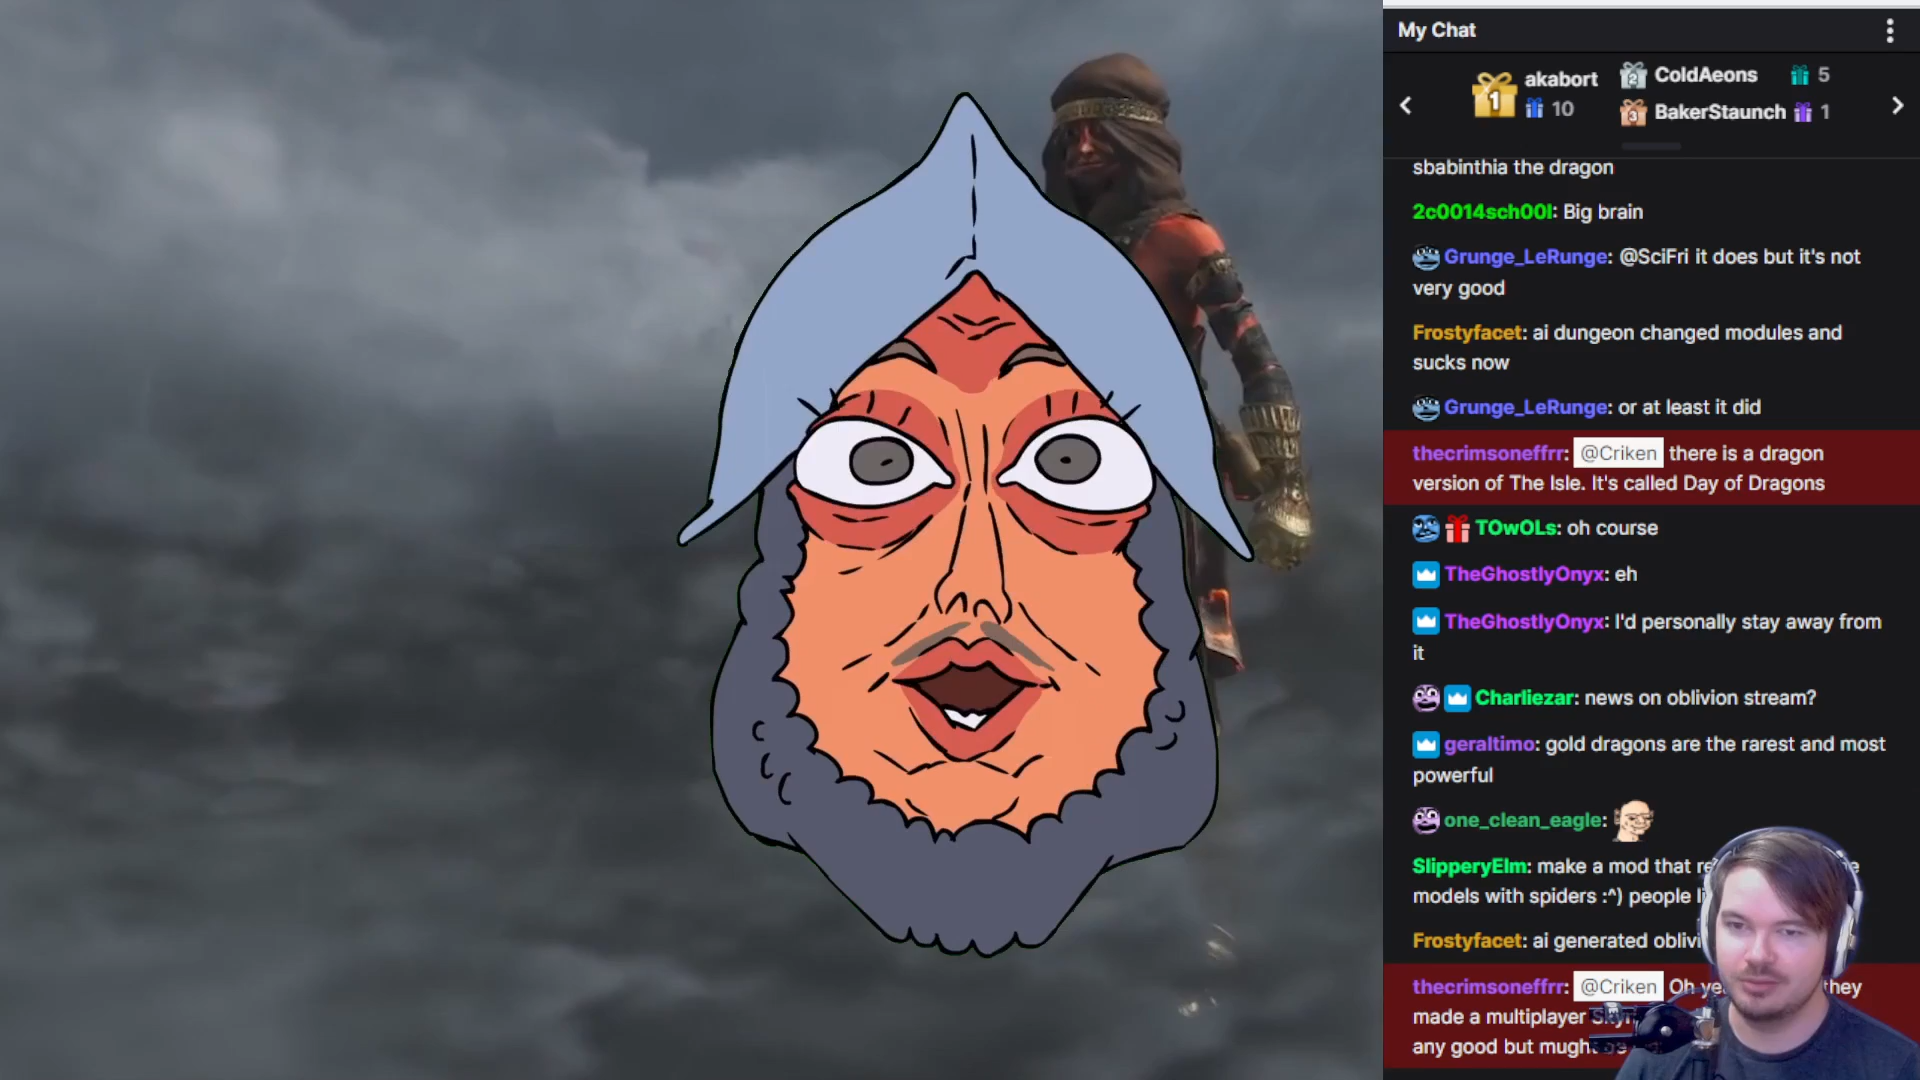 My Chat
akabort
10
ColdAeons 5
BakerStaunch 1
sbabinthia the dragon
2c0014sch00l: Big brain
Grunge_LeRunge: @SciFri it does but it's not
very good
Frostyfacet: ai dungeon changed modules and
sucks now
Grunge_LeRunge: or at least it did
thecrimsoneffrr: @Criken there is a dragon
version of The Isle. It's called Day of Dragons
TOwOLs: oh course
TheGhostlyOnyx: eh
TheGhostlyOnyx: I'd personally stay away from
it
Charliezar: news on oblivion stream?
geraltimo: gold dragons are the rarest and most
powerful
one_clean_eagle:
SlipperyElm: make a mod that
models with spiders :^) people
Frostyfacet: ai generated
thecrimsoneffrr: @Criken Oh they
made a multiplayer
any good but mught